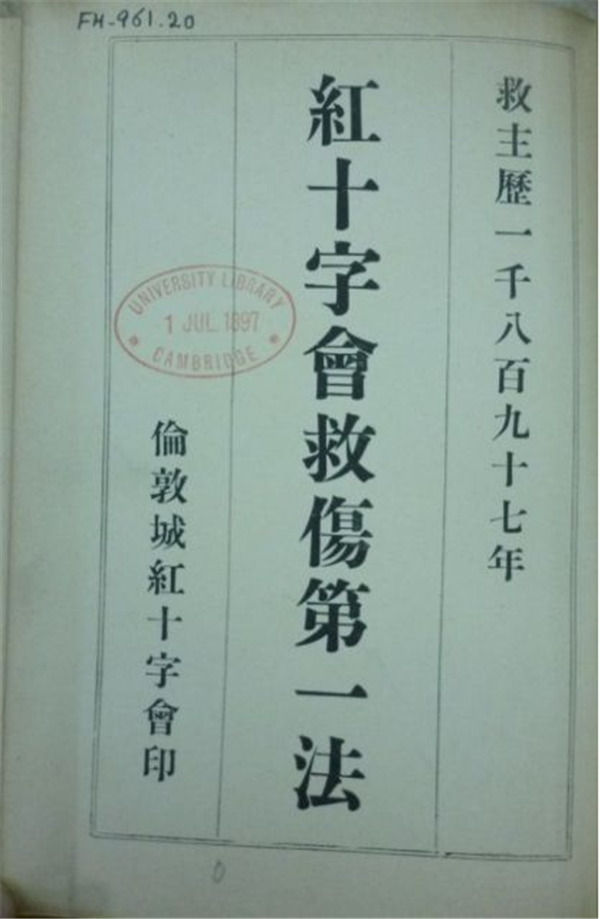 FH-961.20
救主歷一千八百九十七年
紅十字會救傷第一法
倫敦城紅十字會印
UNIVERSITY LIBRARY
1 JUL 1897
CAMBRIDGE